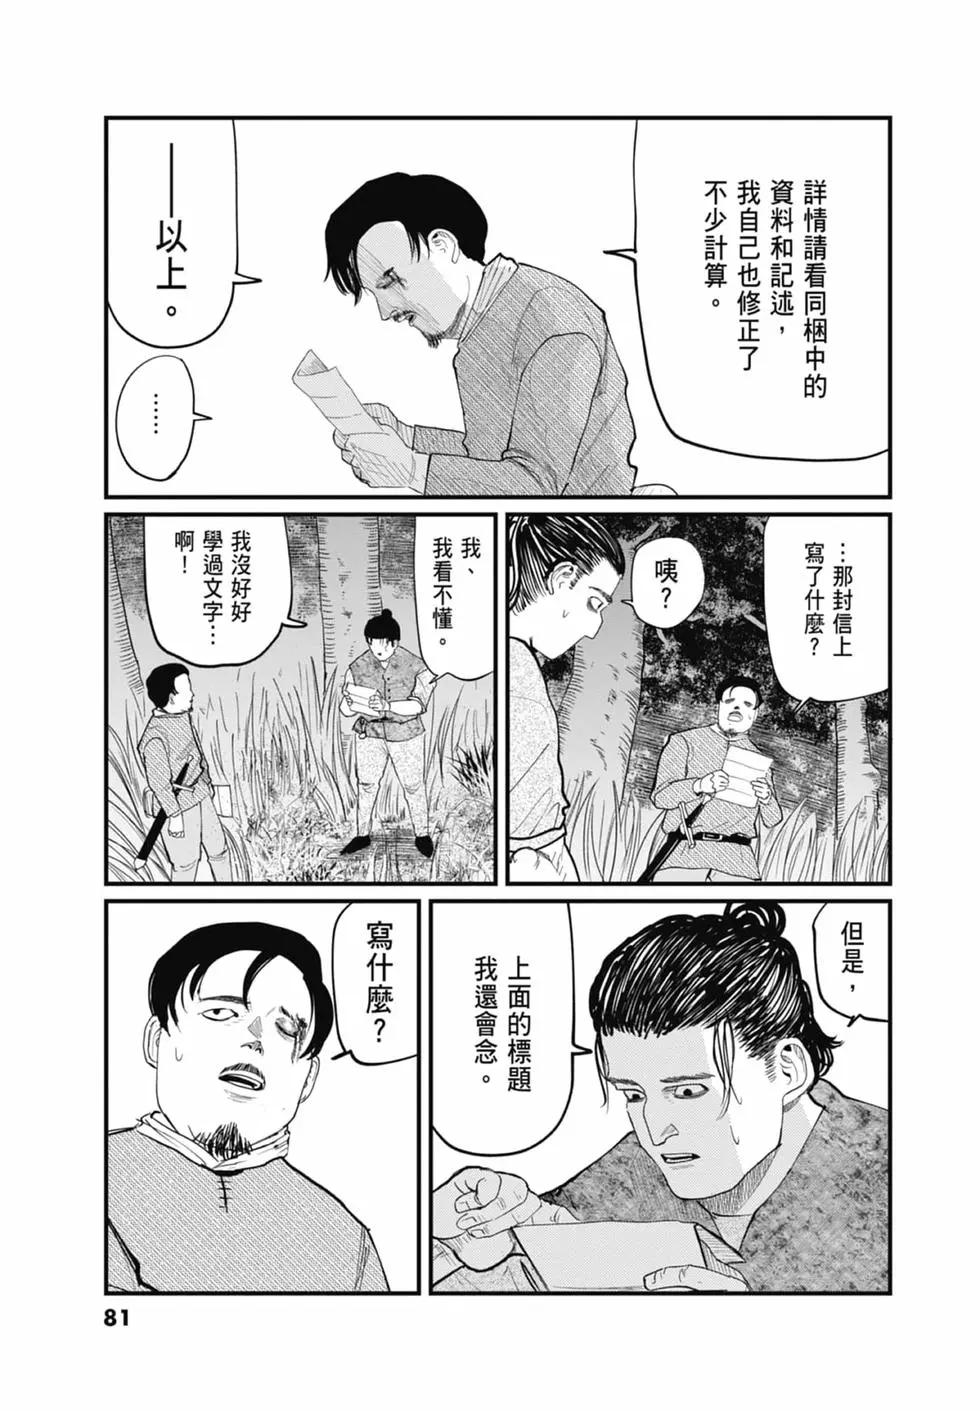 詳情請看同梱中的
資料和記述，
我自己也修正了
不少計算。
——以上。
……
…那封信上
寫了什麼？
咦？
我、
我看不懂。
我沒好好
學過文字…
啊！
但是，
上面的標題
我還會念。
寫什麼？
81